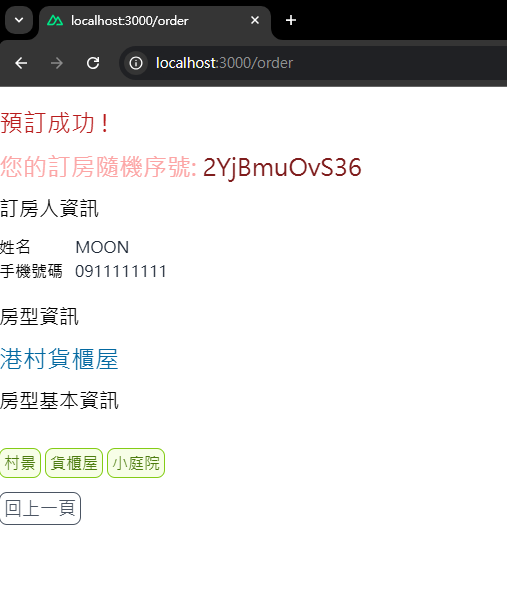 localhost:3000/order
localhost:3000/order
預訂成功 !
您的訂房隨機序號: 2YjBmuOvS36
訂房人資訊
姓名 MOON
手機號碼 0911111111
房型資訊
港村貨櫃屋
房型基本資訊
村景 貨櫃屋 小庭院
回上一頁